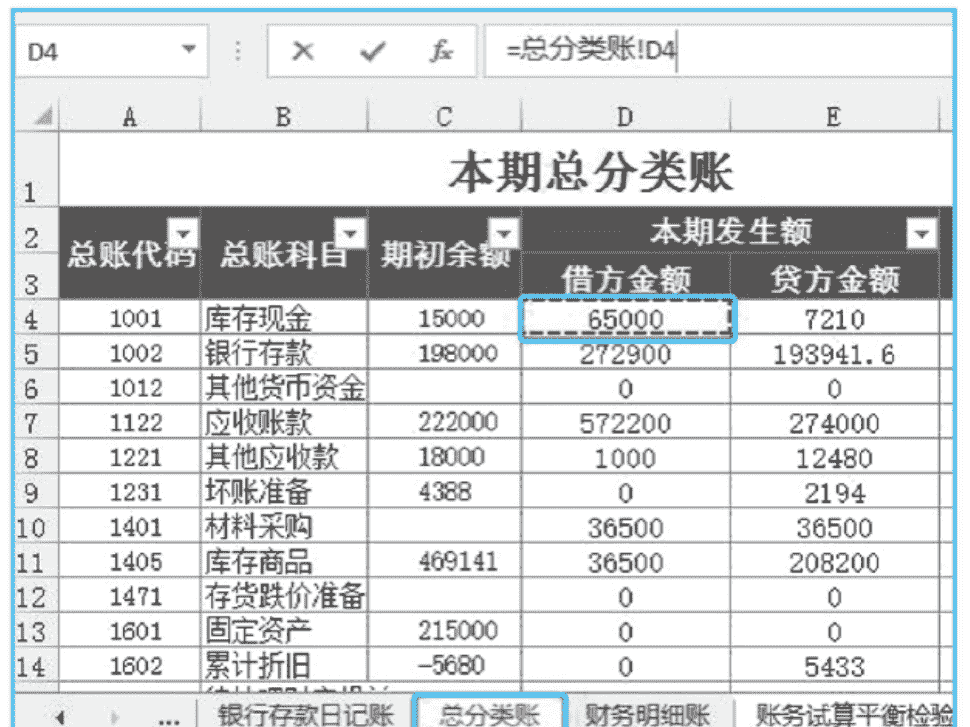 D4 =总分类账!D4
A B C D E
1 本期总分类账
2 总账代码 总账科目 期初余额 本期发生额
3 借方金额 贷方金额
4 1001 库存现金 15000 65000 7210
5 1002 银行存款 198000 272900 193941.6
6 1012 其他货币资金 0 0
7 1122 应收账款 222000 572200 274000
8 1221 其他应收款 18000 1000 12480
9 1231 坏账准备 4388 0 2194
10 1401 材料采购 36500 36500
11 1405 库存商品 469141 36500 208200
12 1471 存货跌价准备 0 0
13 1601 固定资产 215000 0 0
14 1602 累计折旧 -5680 0 5433
... 银行存款日记账 总分类账 财务明细账 账务试算平衡检验